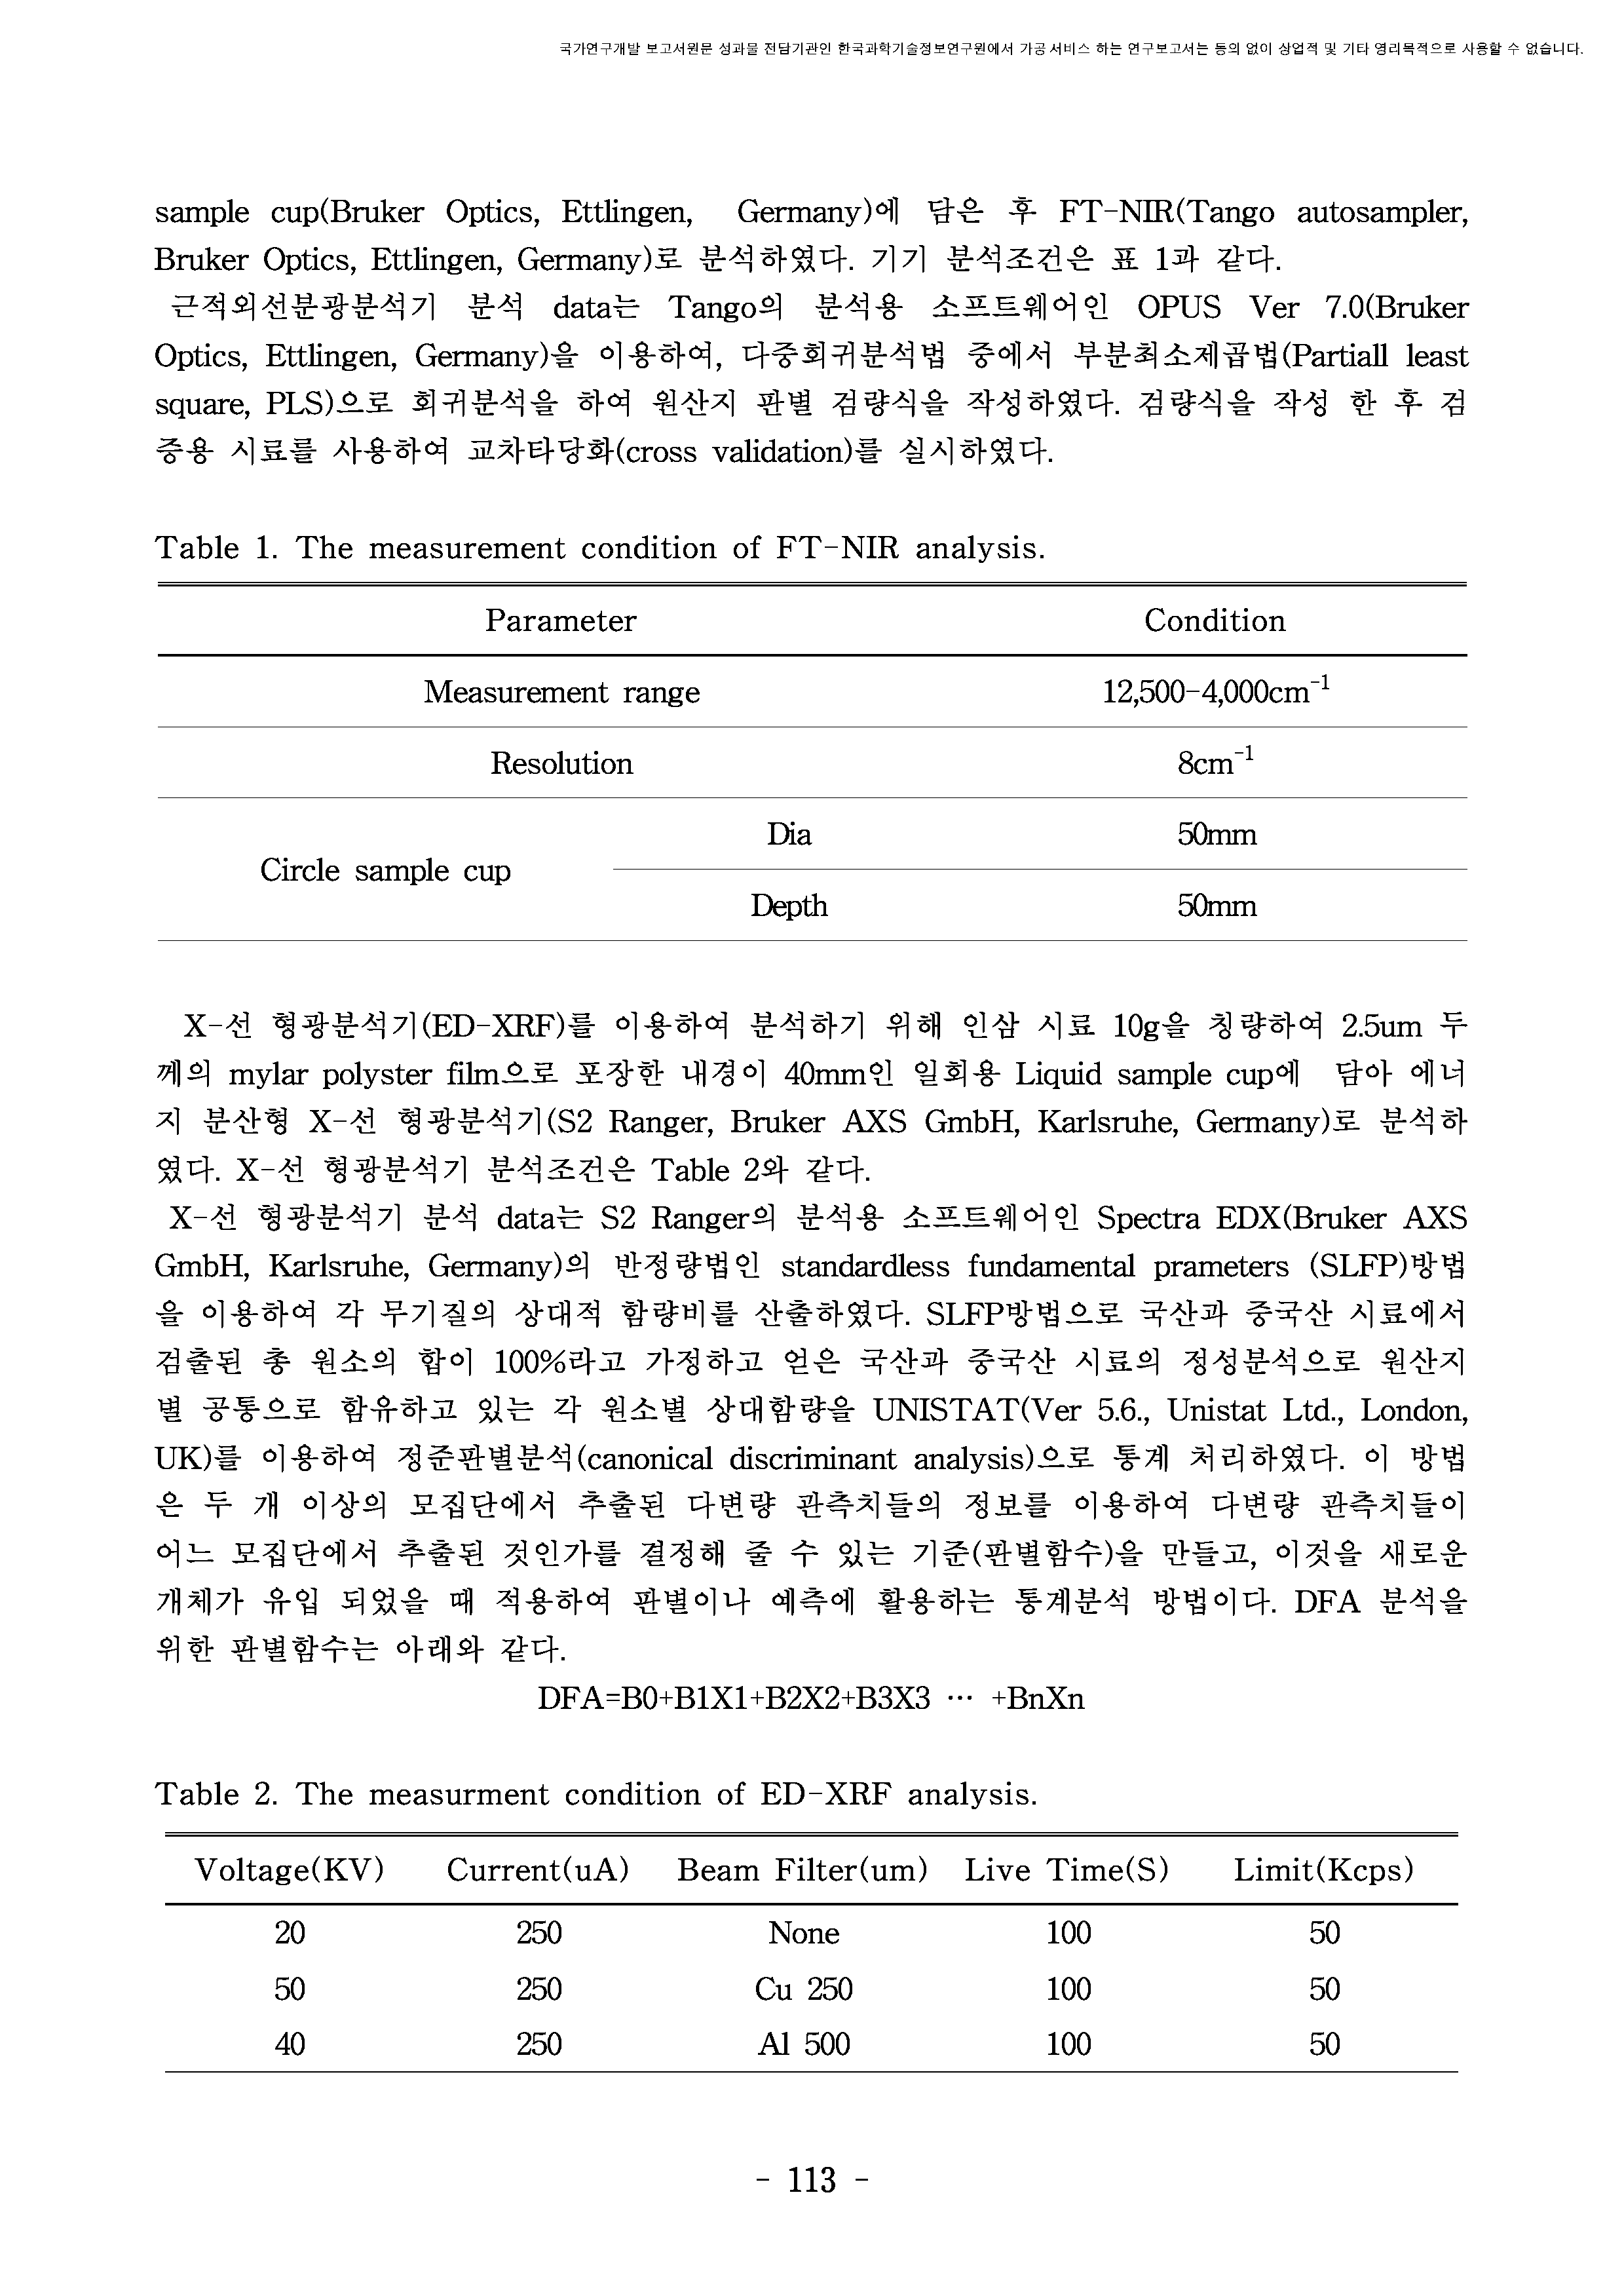 국가연구개발 보고서원문 성과물 전담기관인 한국과학기술정보연구원에서 가공·서비스 하는 연구보고서는 동의 없이 상업적 및 기타 영리목적으로 사용할 수 없습니다.
sample cup(Bruker Optics, Ettlingen, Germany)에 담은 후 FT-NIR(Tango autosampler,
Bruker Optics, Ettlingen, Germany)로 분석하였다. 기기 분석조건은 표 1과 같다.
근적외선분광분석기 분석 data는 Tango의 분석용 소프트웨어인 OPUS Ver 7.0(Bruker
Optics, Ettlingen, Germany)을 이용하여, 다중회귀분석법 중에서 부분최소제곱법(Partiall least
square, PLS)으로 회귀분석을 하여 원산지 판별 검량식을 작성하였다. 검량식을 작성 한 후 검
증용 시료를 사용하여 교차타당화(cross validation)를 실시하였다.
Table 1. The measurement condition of FT-NIR analysis.
Parameter Condition
Measurement range 12,500-4,000cm⁻¹
Resolution 8cm⁻¹
Circle sample cup Dia 50mm
Depth 50mm
X-선 형광분석기(ED-XRF)를 이용하여 분석하기 위해 인삼 시료 10g을 칭량하여 2.5um 두
께의 mylar polyster film으로 포장한 내경이 40mm인 일회용 Liquid sample cup에 담아 에너
지 분산형 X-선 형광분석기(S2 Ranger, Bruker AXS GmbH, Karlsruhe, Germany)로 분석하
였다. X-선 형광분석기 분석조건은 Table 2와 같다.
X-선 형광분석기 분석 data는 S2 Ranger의 분석용 소프트웨어인 Spectra EDX(Bruker AXS
GmbH, Karlsruhe, Germany)의 반정량법인 standardless fundamental prameters (SLFP)방법
을 이용하여 각 무기질의 상대적 함량비를 산출하였다. SLFP방법으로 국산과 중국산 시료에서
검출된 총 원소의 합이 100%라고 가정하고 얻은 국산과 중국산 시료의 정성분석으로 원산지
별 공통으로 함유하고 있는 각 원소별 상대함량을 UNISTAT(Ver 5.6., Unistat Ltd., London,
UK)를 이용하여 정준판별분석(canonical discriminant analysis)으로 통계 처리하였다. 이 방법
은 두 개 이상의 모집단에서 추출된 다변량 관측치들의 정보를 이용하여 다변량 관측치들이
어느 모집단에서 추출된 것인가를 결정해 줄 수 있는 기준(판별함수)을 만들고, 이것을 새로운
개체가 유입 되었을 때 적용하여 판별이나 예측에 활용하는 통계분석 방법이다. DFA 분석을
위한 판별함수는 아래와 같다.
DFA=B0+B1X1+B2X2+B3X3 … +BnXn
Table 2. The measurment condition of ED-XRF analysis.
Voltage(KV) Current(uA) Beam Filter(um) Live Time(S) Limit(Kcps)
20 250 None 100 50
50 250 Cu 250 100 50
40 250 Al 500 100 50
- 113 -